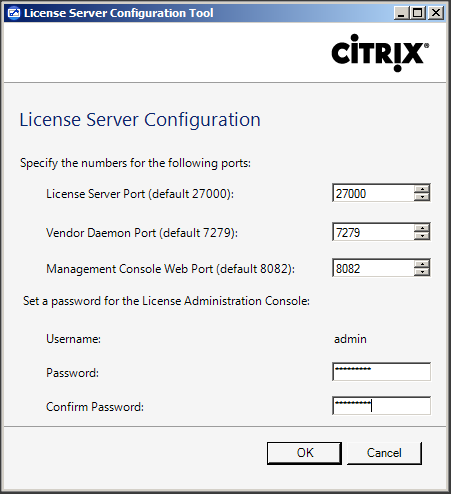 License Server Configuration Tool
CITRIX®
License Server Configuration
Specify the numbers for the following ports:
License Server Port (default 27000): 27000
Vendor Daemon Port (default 7279): 7279
Management Console Web Port (default 8082): 8082
Set a password for the License Administration Console:
Username: admin
Password: *********
Confirm Password: *********
OK Cancel